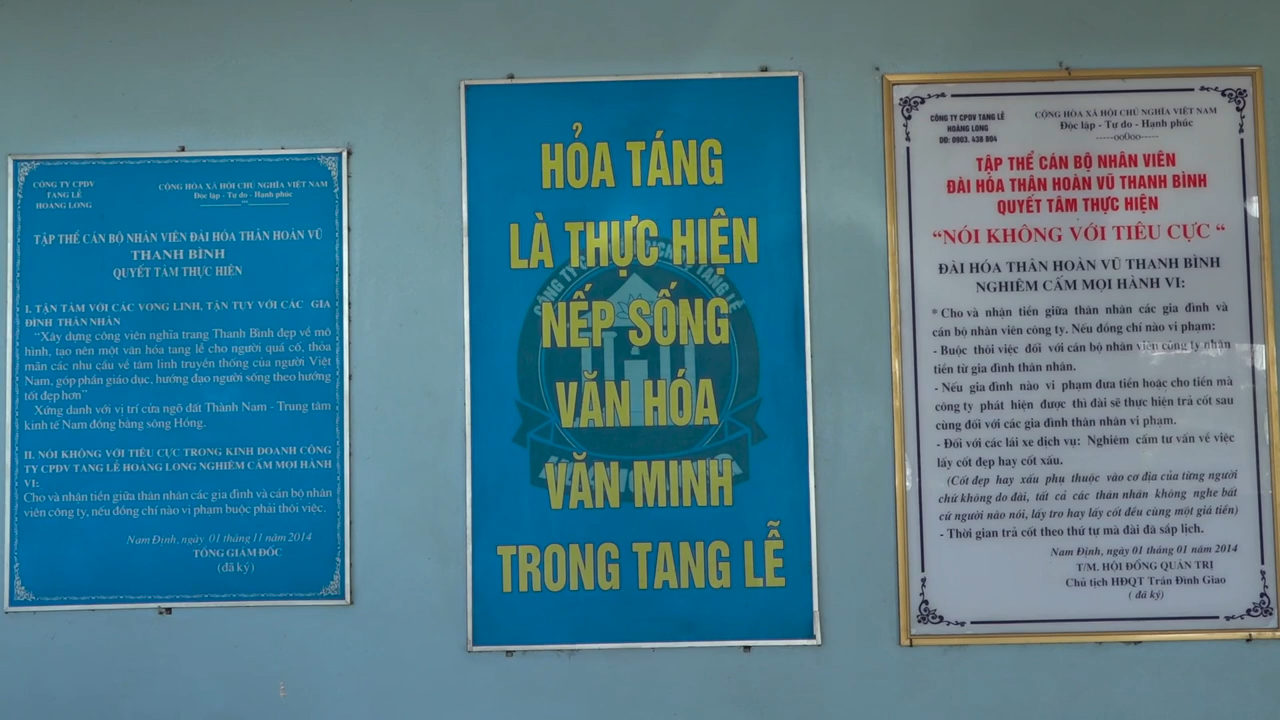 CÔNG TY CPDV
TANG LỄ
HOÀNG LONG
CỘNG HÒA XÃ HỘI CHỦ NGHĨA VIỆT NAM
Độc lập - Tự do - Hạnh phúc
TẬP THỂ CÁN BỘ NHÂN VIÊN ĐÀI HÓA THÂN HOÀN VŨ
THANH BÌNH
QUYẾT TÂM THỰC HIỆN
I. TẬN TÂM VỚI CÁC VONG LINH, TẬN TỤY VỚI CÁC GIA
ĐÌNH THÂN NHÂN
"Xây dựng công viên nghĩa trang Thanh Bình đẹp về mô
hình, tạo nên một văn hóa tang lễ cho người quá cố, thỏa
mãn các nhu cầu về tâm linh truyền thống của người Việt
Nam, góp phần giáo dục, hướng đạo người sống theo hướng
tốt đẹp hơn"
Xứng danh với vị trí cửa ngõ đất Thành Nam - Trung tâm
kinh tế Nam đồng bằng sông Hồng.
II. NÓI KHÔNG VỚI TIÊU CỰC TRONG KINH DOANH CÔNG
TY CPDV TANG LỄ HOÀNG LONG NGHIÊM CẤM MỌI HÀNH
VI:
Cho và nhận tiền giữa thân nhân các gia đình và cán bộ nhân
viên công ty, nếu đồng chí nào vi phạm buộc phải thôi việc.
Nam Định, ngày 01 tháng 11 năm 2014
TỔNG GIÁM ĐỐC
(đã ký)
HỎA TÁNG
LÀ THỰC HIỆN
NẾP SỐNG
VĂN HÓA
VĂN MINH
TRONG TANG LỄ
CÔNG TY CPDV TANG LỄ
HOÀNG LONG
DĐ: 0903. 438 804
CỘNG HÒA XÃ HỘI CHỦ NGHĨA VIỆT NAM
Độc lập - Tự do - Hạnh phúc
-----oo0oo-----
TẬP THỂ CÁN BỘ NHÂN VIÊN
ĐÀI HÓA THÂN HOÀN VŨ THANH BÌNH
QUYẾT TÂM THỰC HIỆN
“NÓI KHÔNG VỚI TIÊU CỰC “
ĐÀI HÓA THÂN HOÀN VŨ THANH BÌNH
NGHIÊM CẤM MỌI HÀNH VI:
* Cho và nhận tiền giữa thân nhân các gia đình và
cán bộ nhân viên công ty. Nếu đồng chí nào vi phạm:
- Buộc thôi việc đối với cán bộ nhân viên công ty nhận
tiền từ gia đình thân nhân.
- Nếu gia đình nào vi phạm đưa tiền hoặc cho tiền mà
công ty phát hiện được thì đài sẽ thực hiện trả cốt sau
cùng đối với các gia đình thân nhân vi phạm.
- Đối với các lái xe dịch vụ: Nghiêm cấm tư vấn về việc
lấy cốt đẹp hay cốt xấu.
(Cốt đẹp hay xấu phụ thuộc vào cơ địa của từng người
chứ không do đài, tất cả các thân nhân không nghe bất
cứ người nào nói, lấy tro hay lấy cốt đều cùng một giá tiền)
- Thời gian trả cốt theo thứ tự mà đài đã sắp lịch.
Nam Định, ngày 01 tháng 01 năm 2014
T/M. HỘI ĐỒNG QUẢN TRỊ
Chủ tịch HĐQT Trần Đình Giao
( đã ký)